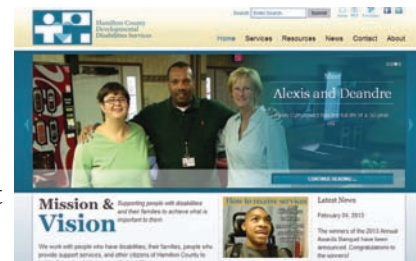 Search
Hamilton County
Developmental
Disabilities Services
Home Services Resources News Contact About
Meet
Alexis and Deandre
CONTINUE READING...
Mission &
Vision
Supporting people with disabilities
and their families to achieve what is
important to them.
We work with people who have disabilities, their families, people who
provide support services, and other citizens of Hamilton County to
How to receive services
Latest News
February 04, 2013
The winners of the 2013 Annual
Awards Banquet have been
announced. Congratulations to
the winners!